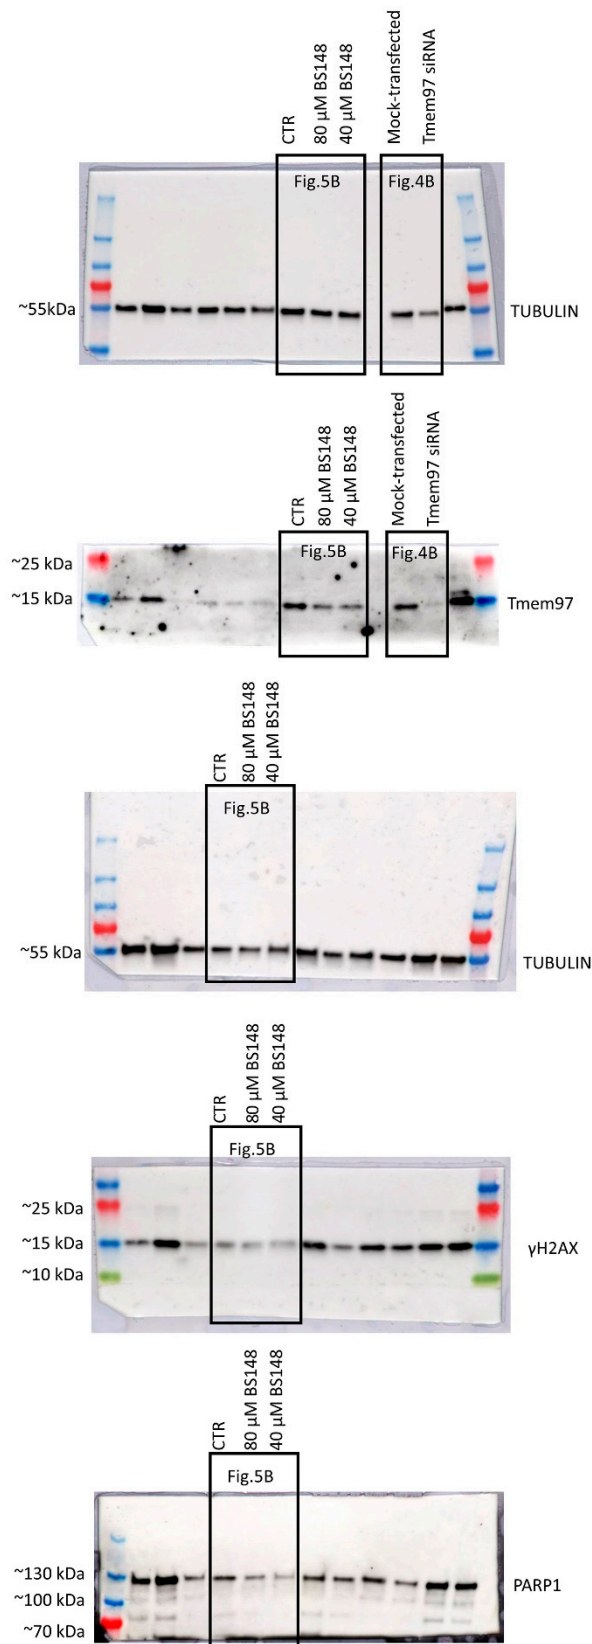 CTR
80 µM BS148
40 µM BS148
Mock-transfected
Tmem97 siRNA
Fig.5B
Fig.4B
~55kDa
TUBULIN
CTR
80 µM BS148
40 µM BS148
Mock-transfected
Tmem97 siRNA
Fig.5B
Fig.4B
~25 kDa
~15 kDa
Tmem97
CTR
80 µM BS148
40 µM BS148
Fig.5B
~55 kDa
TUBULIN
CTR
80 µM BS148
40 µM BS148
Fig.5B
~25 kDa
~15 kDa
~10 kDa
γH2AX
CTR
80 µM BS148
40 µM BS148
Fig.5B
~130 kDa
~100 kDa
~70 kDa
PARP1